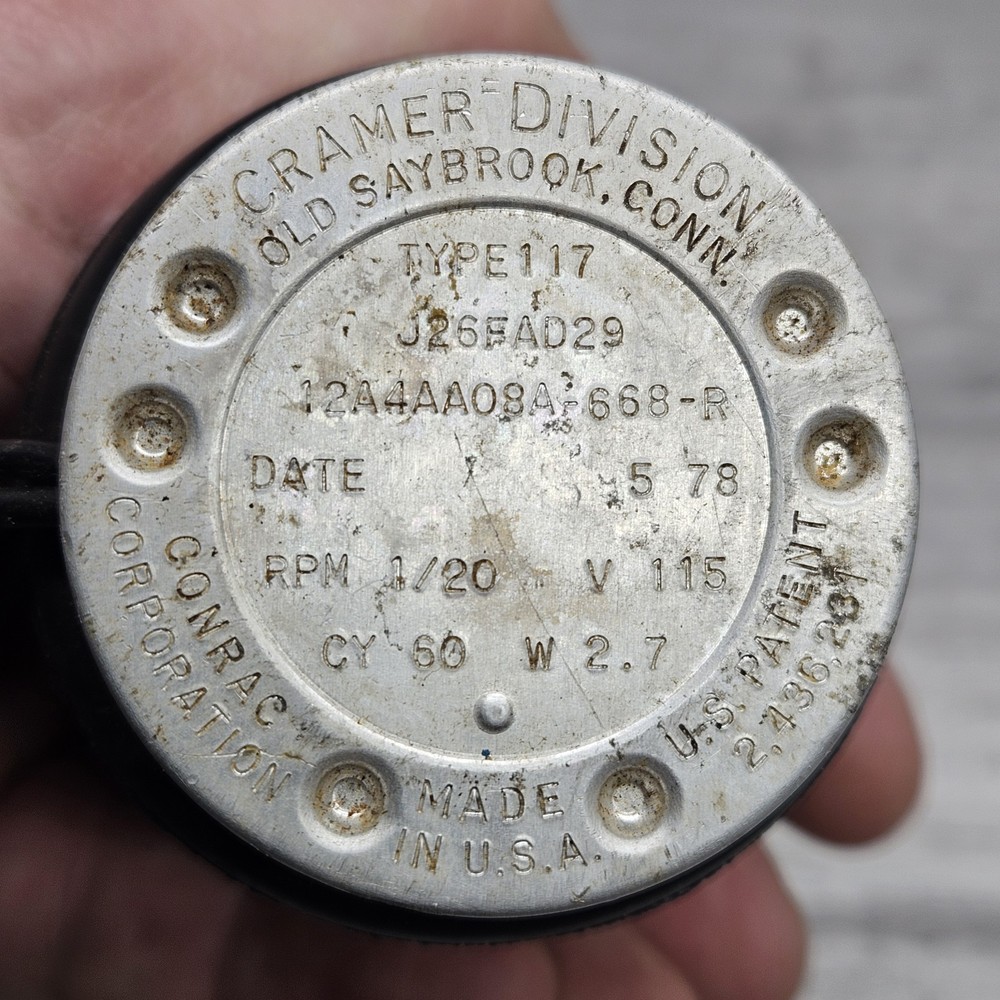 CRAMER DIVISION
OLD SAYBROOK, CONN.
TYPE117
J26FAD29
12A4AA08A-668-R
DATE 5 78
RPM 1/20 V 115
CY 60 W 2.7
CONRAC
CORPORATION
U.S. PATENT
2,436,231
MADE
IN U.S.A.